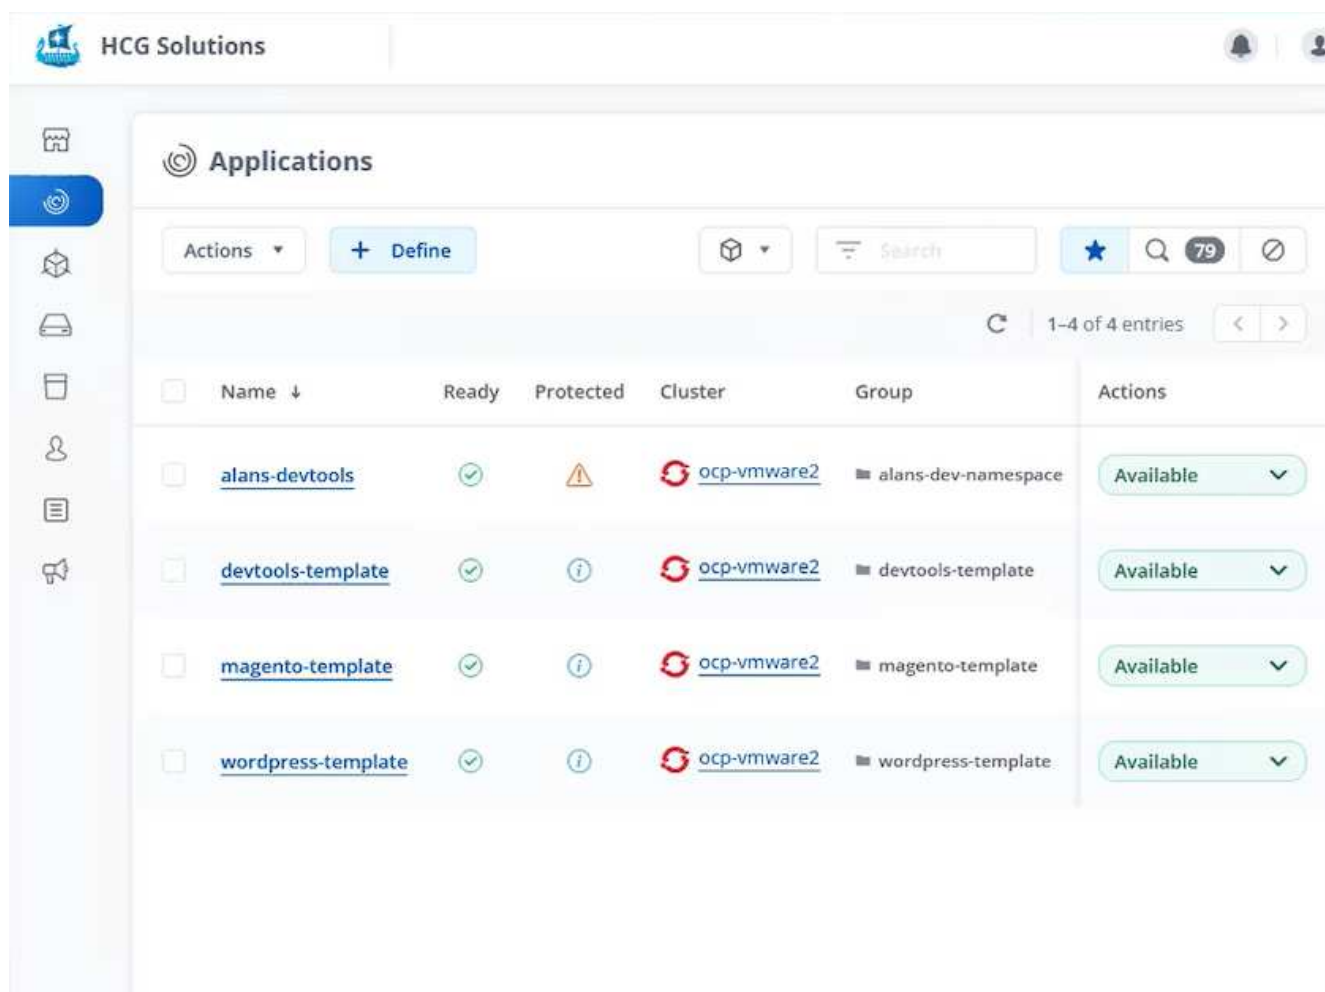 HCG Solutions
Applications
Actions + Define Search 79
1–4 of 4 entries
Name Ready Protected Cluster Group Actions
alans-devtools ocp-vmware2 alans-dev-namespace Available
devtools-template ocp-vmware2 devtools-template Available
magento-template ocp-vmware2 magento-template Available
wordpress-template ocp-vmware2 wordpress-template Available